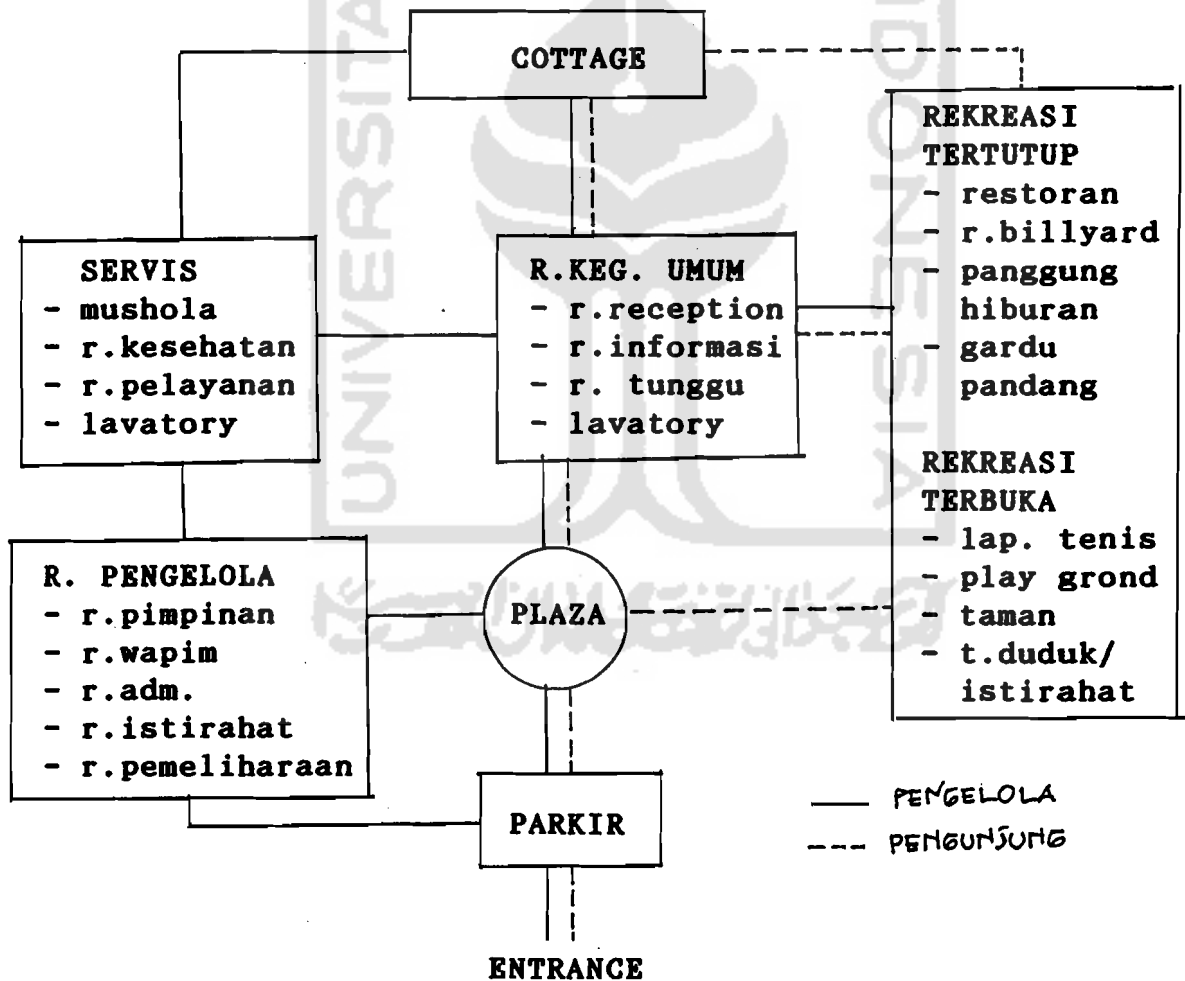 COTTAGE
REKREASI
TERTUTUP
- restoran
- r.billyard
- panggung
hiburan
- gardu
pandang
REKREASI
TERBUKA
- lap. tenis
- play grond
- taman
- t.duduk/
istirahat
SERVIS
- mushola
- r.kesehatan
- r.pelayanan
- lavatory
R.KEG. UMUM
- r.reception
- r.informasi
- r. tunggu
- lavatory
R. PENGELOLA
- r.pimpinan
- r.wapim
- r.adm.
- r.istirahat
- r.pemeliharaan
PLAZA
PARKIR
ENTRANCE
PENGELOLA
PENGUNJUNG
UNIVERSITA
INDONESIA